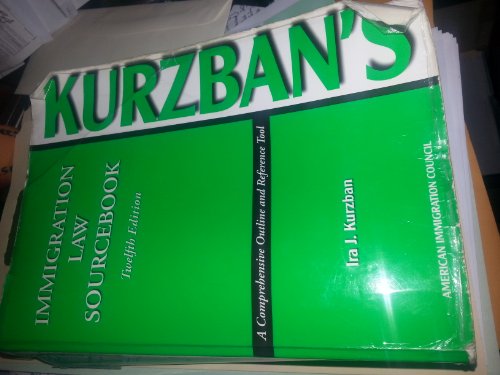 KURZBAN'S
IMMIGRATION
LAW
SOURCEBOOK
Twelfth Edition
A Comprehensive Outline and Reference Tool
Ira J. Kurzban
AMERICAN IMMIGRATION COUNCIL